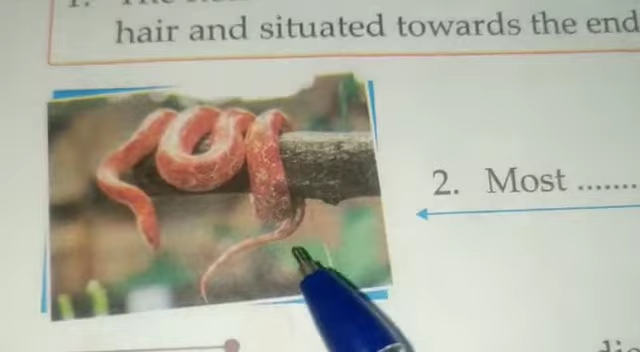 hair and situated towards the end
2. Most .......